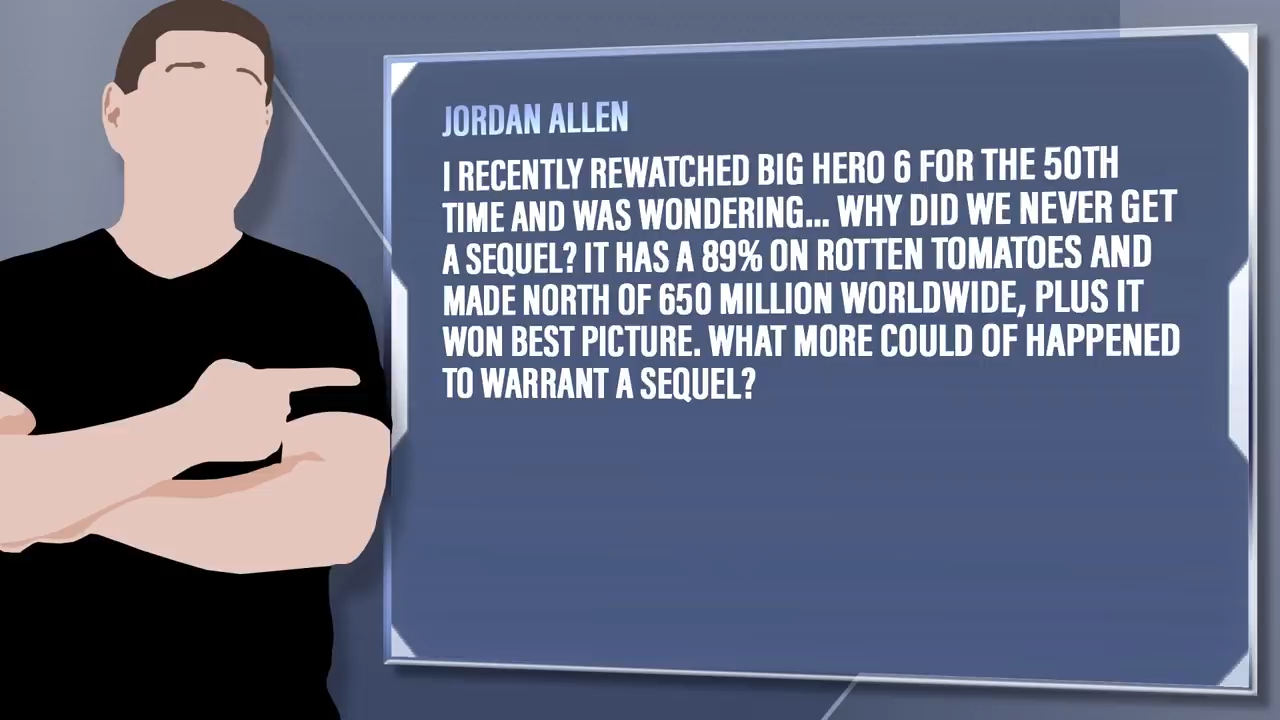 JORDAN ALLEN
I RECENTLY REWATCHED BIG HERO 6 FOR THE 50TH
TIME AND WAS WONDERING... WHY DID WE NEVER GET
A SEQUEL? IT HAS A 89% ON ROTTEN TOMATOES AND
MADE NORTH OF 650 MILLION WORLDWIDE, PLUS IT
WON BEST PICTURE. WHAT MORE COULD OF HAPPENED
TO WARRANT A SEQUEL?